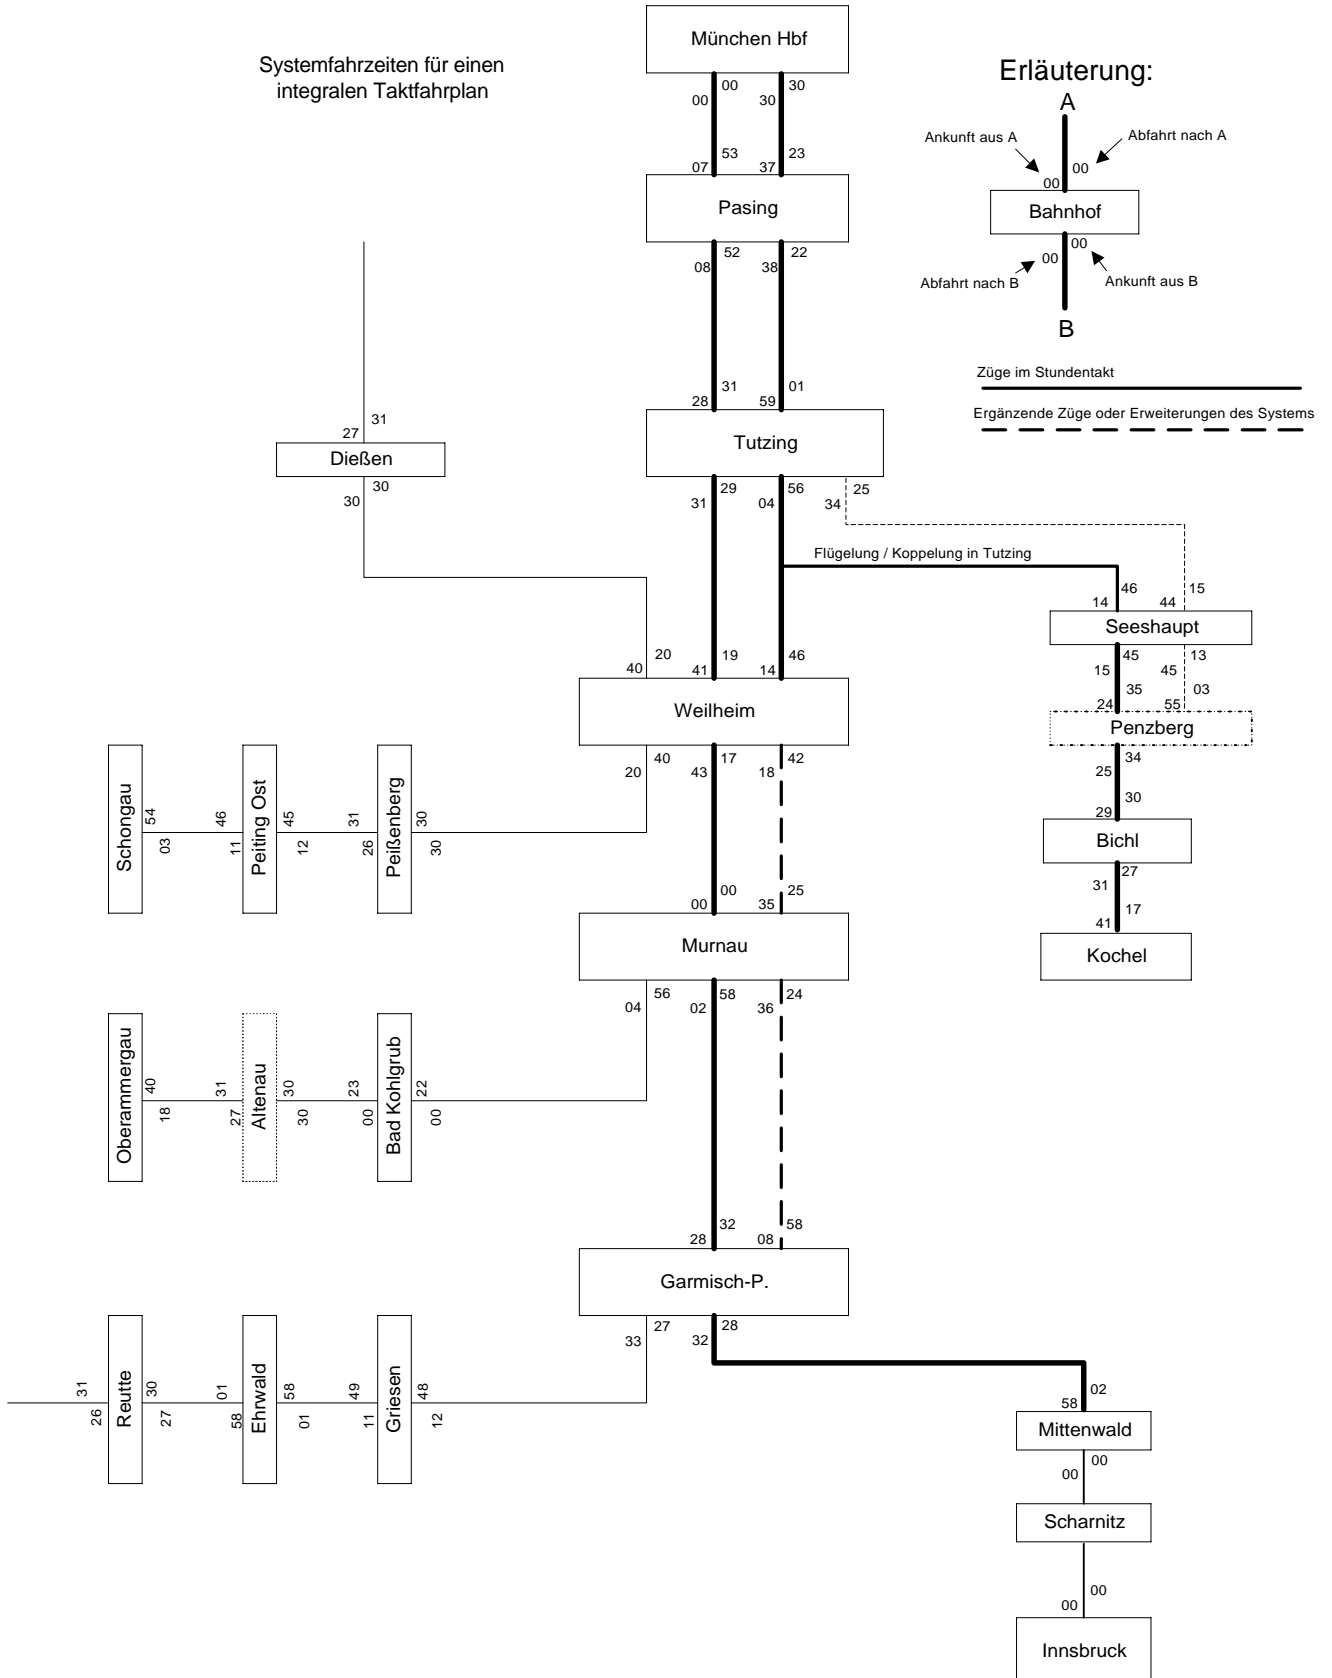 München Hbf
Systemfahrzeiten für einen
integralen Taktfahrplan
Erläuterung:
00 30
00 30
A
Ankunft aus A
Abfahrt nach A
00
00
Bahnhof
00
00
Abfahrt nach B
Ankunft aus B
B
53 23
07 37
Pasing
52 22
08 38
Züge im Stundentakt
Ergänzende Züge oder Erweiterungen des Systems
31 01
28 59
Tutzing
29 56 25
31 04 34
31
27
Dießen
30
30
Flügelung / Koppelung in Tutzing
46 15
14 44
Seeshaupt
45 13
15 45
35 03
24 55
Penzberg
34
25
30
29
Bichl
27
31
17
41
Kochel
20 19 46
40 41 14
Weilheim
40 17 42
20 43 18
Schongau
54
03
46
11
Peiting Ost
45
12
31
26
Peißenberg
30
30
00 25
00 35
Murnau
56 58 24
04 02 36
Oberammergau
40
18
31
27
Altenau
30
30
23
00
Bad Kohlgrub
22
00
32 58
28 08
Garmisch-P.
27 28
33 32
31
26
Reutte
30
27
01
58
Ehrwald
58
01
49
11
Griesen
48
12
02
58
Mittenwald
00
00
Scharnitz
00
00
Innsbruck